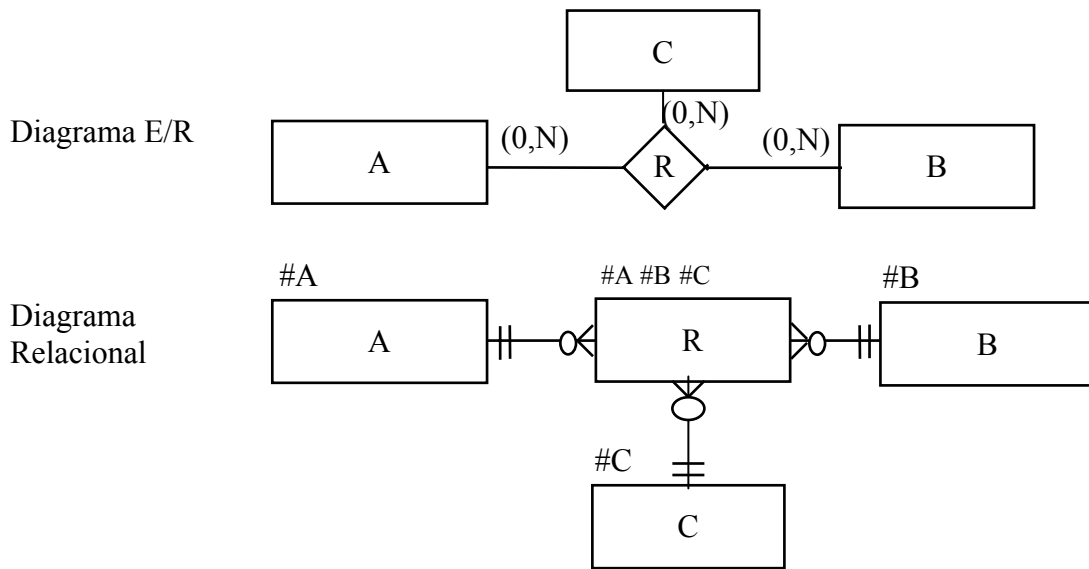 C
Diagrama E/R
(0,N)
(0,N)
(0,N)
A
R
B
#A
#A #B #C
#B
Diagrama
Relacional
A
R
B
#C
C